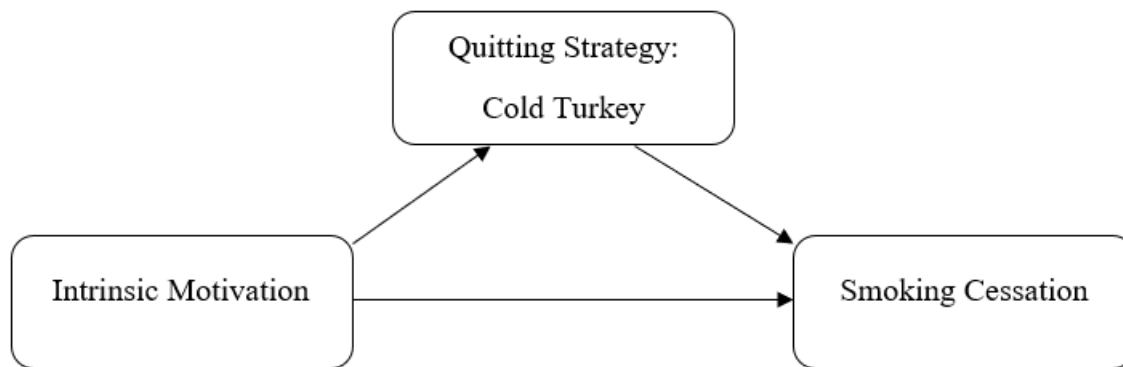 Quitting Strategy:
Cold Turkey
Intrinsic Motivation
Smoking Cessation